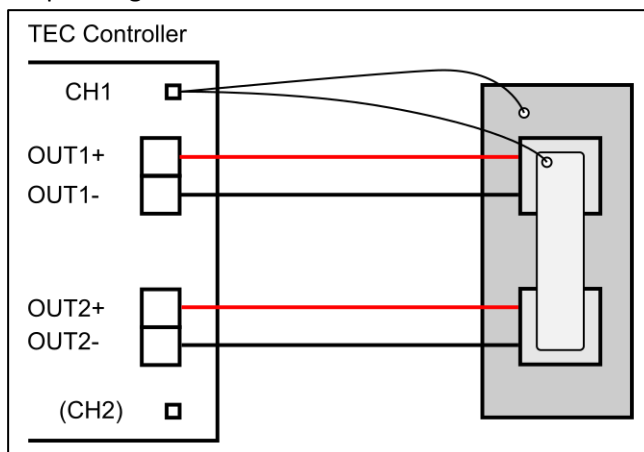 TEC Controller
CH1
OUT1+
OUT1-
OUT2+
OUT2-
(CH2)